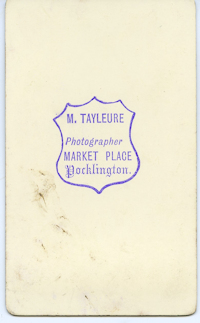 M. TAYLEURE
Photographer
MARKET PLACE
Pocklington.